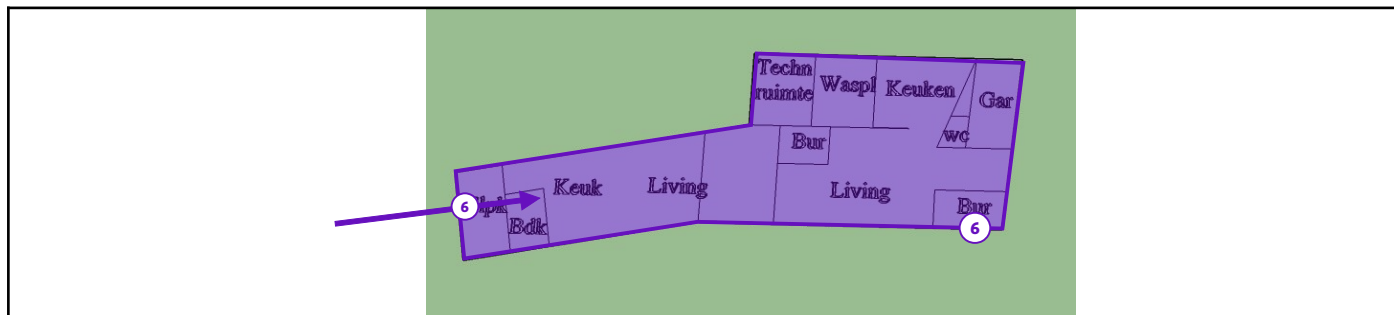 Techn
ruimte
Waspl
Keuken
Gar
Bur
wc
Keuk
Living
Living
6
Bdk
Bur
6